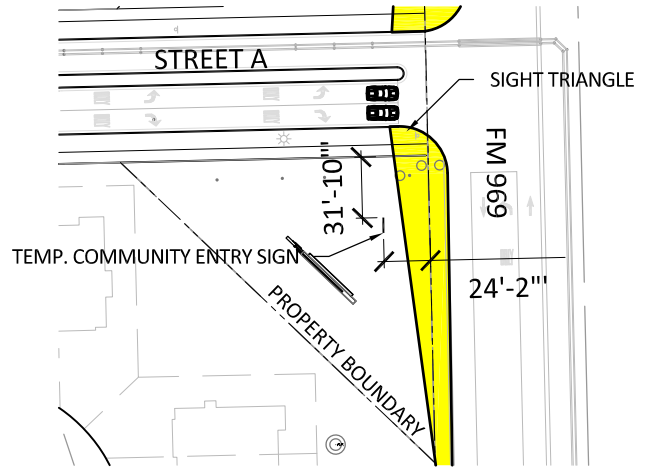 STREET A
SIGHT TRIANGLE
FM 969
31'-10"'
TEMP. COMMUNITY ENTRY SIGN
24'-2"'
PROPERTY BOUNDARY